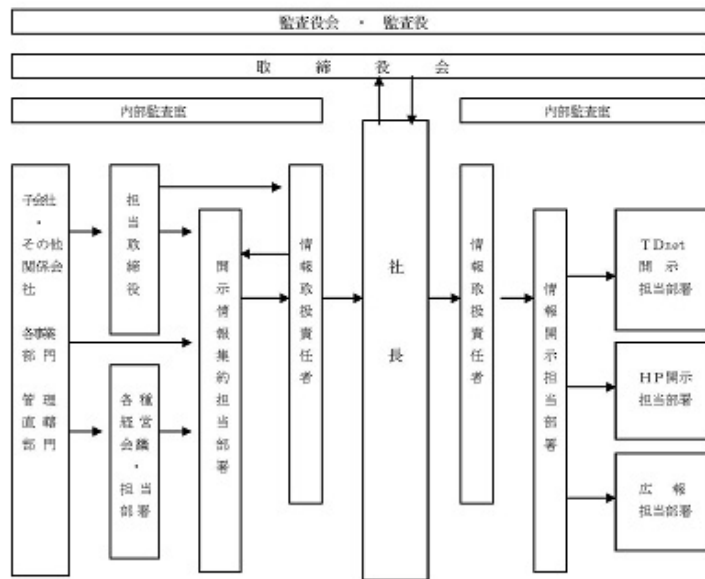 監査役会 ・ 監査役
取 締 役 会
内部監査室
内部監査室
子会社
・
その他
関係会
社
各事業
部 門
管 理
直 轄
部 門
担当取締役
各 種
経 営
会 議
・
担 当
部 署
開示情報集約担当部署
情報取扱責任者
社長
情報取扱責任者
情報開示担当部署
TDnet
開 示
担当部署
HP開示
担当部署
広 報
担当部署